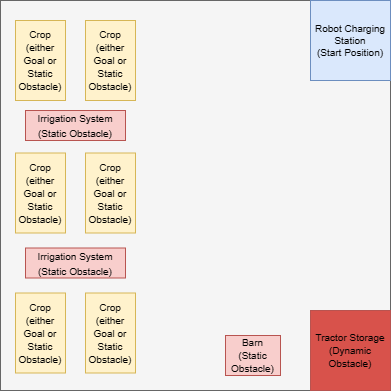 Crop
(either
Goal or
Static
Obstacle)
Crop
(either
Goal or
Static
Obstacle)
Robot Charging
Station
(Start Position)
Irrigation System
(Static Obstacle)
Crop
(either
Goal or
Static
Obstacle)
Crop
(either
Goal or
Static
Obstacle)
Irrigation System
(Static Obstacle)
Crop
(either
Goal or
Static
Obstacle)
Crop
(either
Goal or
Static
Obstacle)
Barn
(Static
Obstacle)
Tractor Storage
(Dynamic
Obstacle)